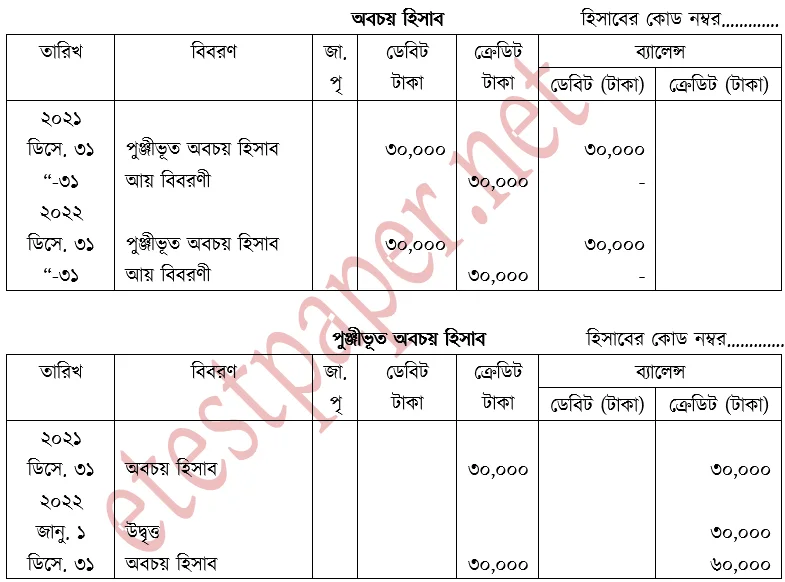 অবচয় হিসাব হিসাবের কোড নম্বর.............
তারিখ বিবরণ জা. পৃ ডেবিট টাকা ক্রেডিট টাকা ব্যালেন্স
ডেবিট (টাকা) ক্রেডিট (টাকা)
২০২১
ডিসে. ৩১ পুঞ্জীভূত অবচয় হিসাব ৩০,০০০ ৩০,০০০
“-৩১ আয় বিবরণী ৩০,০০০ -
২০২২
ডিসে. ৩১ পুঞ্জীভূত অবচয় হিসাব ৩০,০০০ ৩০,০০০
“-৩১ আয় বিবরণী ৩০,০০০ -
পুঞ্জীভূত অবচয় হিসাব হিসাবের কোড নম্বর.............
তারিখ বিবরণ জা. পৃ ডেবিট টাকা ক্রেডিট টাকা ব্যালেন্স
ডেবিট (টাকা) ক্রেডিট (টাকা)
২০২১
ডিসে. ৩১ অবচয় হিসাব ৩০,০০০ ৩০,০০০
২০২২
জানু. ১ উদ্বৃত্ত ৩০,০০০
ডিসে. ৩১ অবচয় হিসাব ৩০,০০০ ৬০,০০০
etestpaper.net